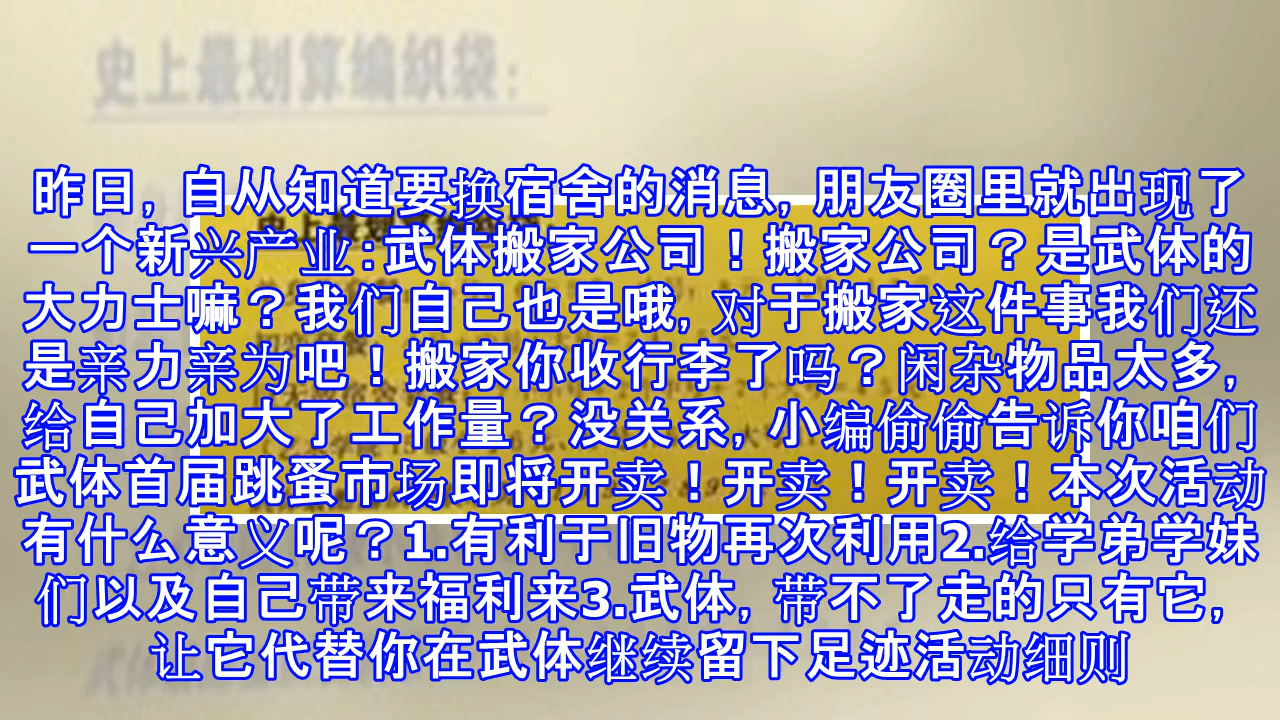 史上最划算编织袋:
昨日, 自从知道要换宿舍的消息, 朋友圈里就出现了
一个新兴产业:武体搬家公司！搬家公司？是武体的
大力士嘛？我们自己也是哦, 对于搬家这件事我们还
是亲力亲为吧！搬家你收行李了吗？闲杂物品太多,
给自己加大了工作量？没关系, 小编偷偷告诉你咱们
武体首届跳蚤市场即将开卖！开卖！开卖！本次活动
有什么意义呢？1.有利于旧物再次利用2.给学弟学妹
们以及自己带来福利来3.武体, 带不了走的只有它,
让它代替你在武体继续留下足迹活动细则